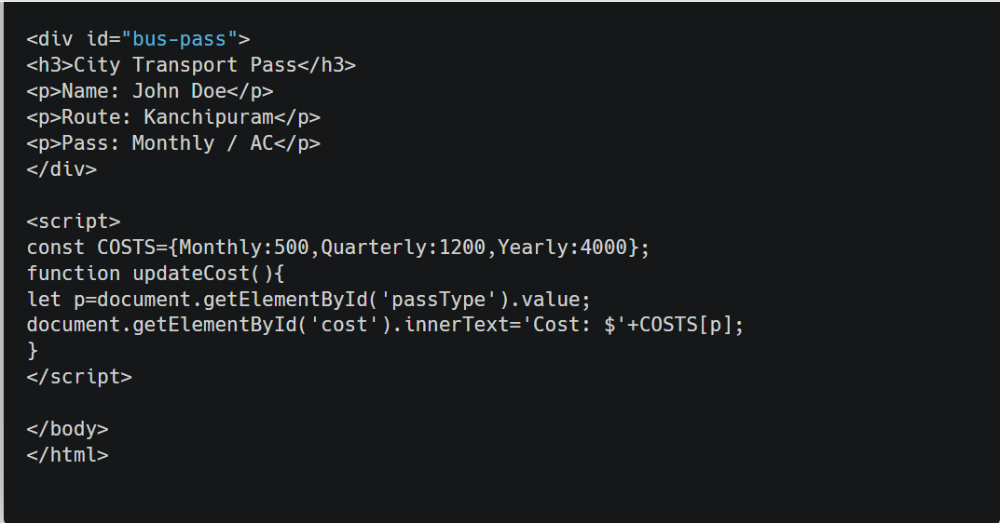 <div id="bus-pass">
<h3>City Transport Pass</h3>
<p>Name: John Doe</p>
<p>Route: Kanchipuram</p>
<p>Pass: Monthly / AC</p>
</div>
<script>
const COSTS={Monthly:500,Quarterly:1200,Yearly:4000};
function updateCost(){
let p=document.getElementById('passType').value;
document.getElementById('cost').innerText='Cost: $'+COSTS[p];
}
</script>
</body>
</html>